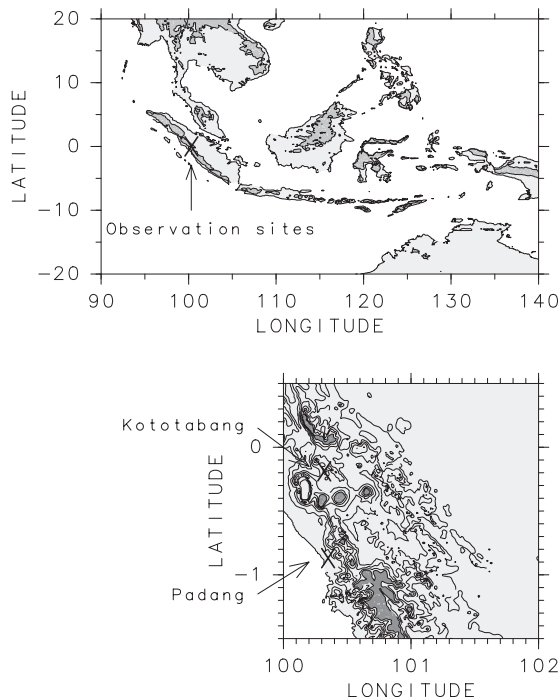 20
10
0
-10
-20
LATITUDE
Observation sites
90 100 110 120 130 140
LONGITUDE
Kototabang
0
LATITUDE
-1
Padang
100 101 102
LONGITUDE